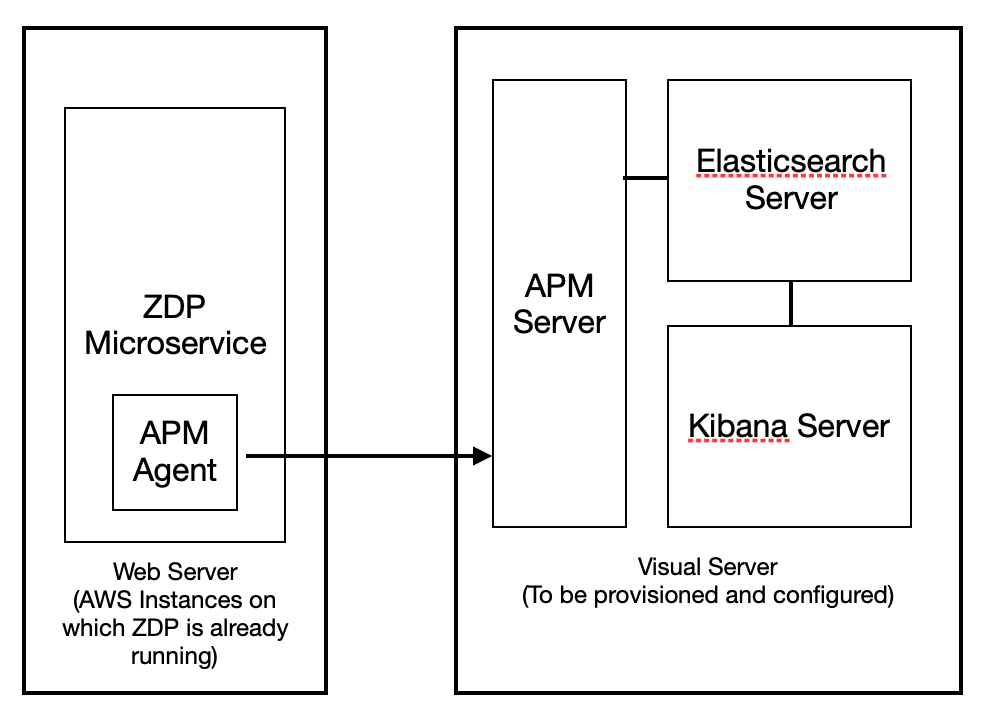 ZDP
Microservice
APM
Agent
Web Server
(AWS Instances on
which ZDP is already
running)
APM
Server
Elasticsearch
Server
Kibana Server
Visual Server
(To be provisioned and configured)